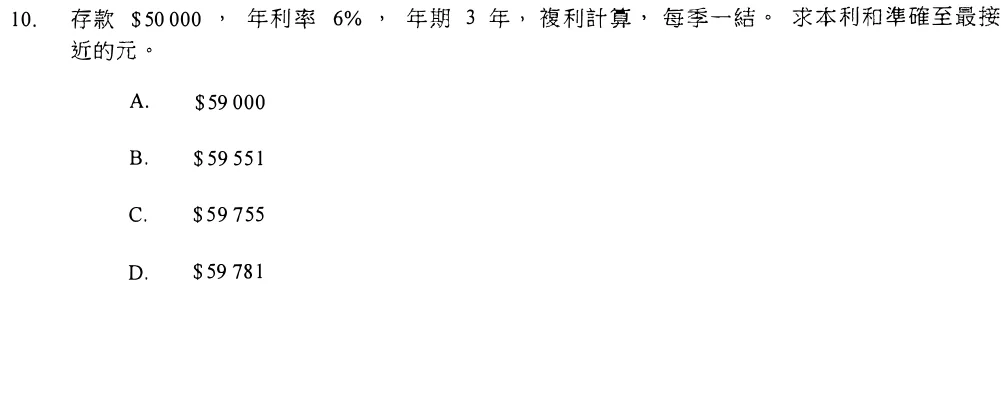 10. 存款 $50 000 ， 年利率 6% ， 年期 3 年，複利計算，每季一結。 求本利和準確至最接
近的元。
A. $59 000
B. $59 551
C. $59 755
D. $59 781